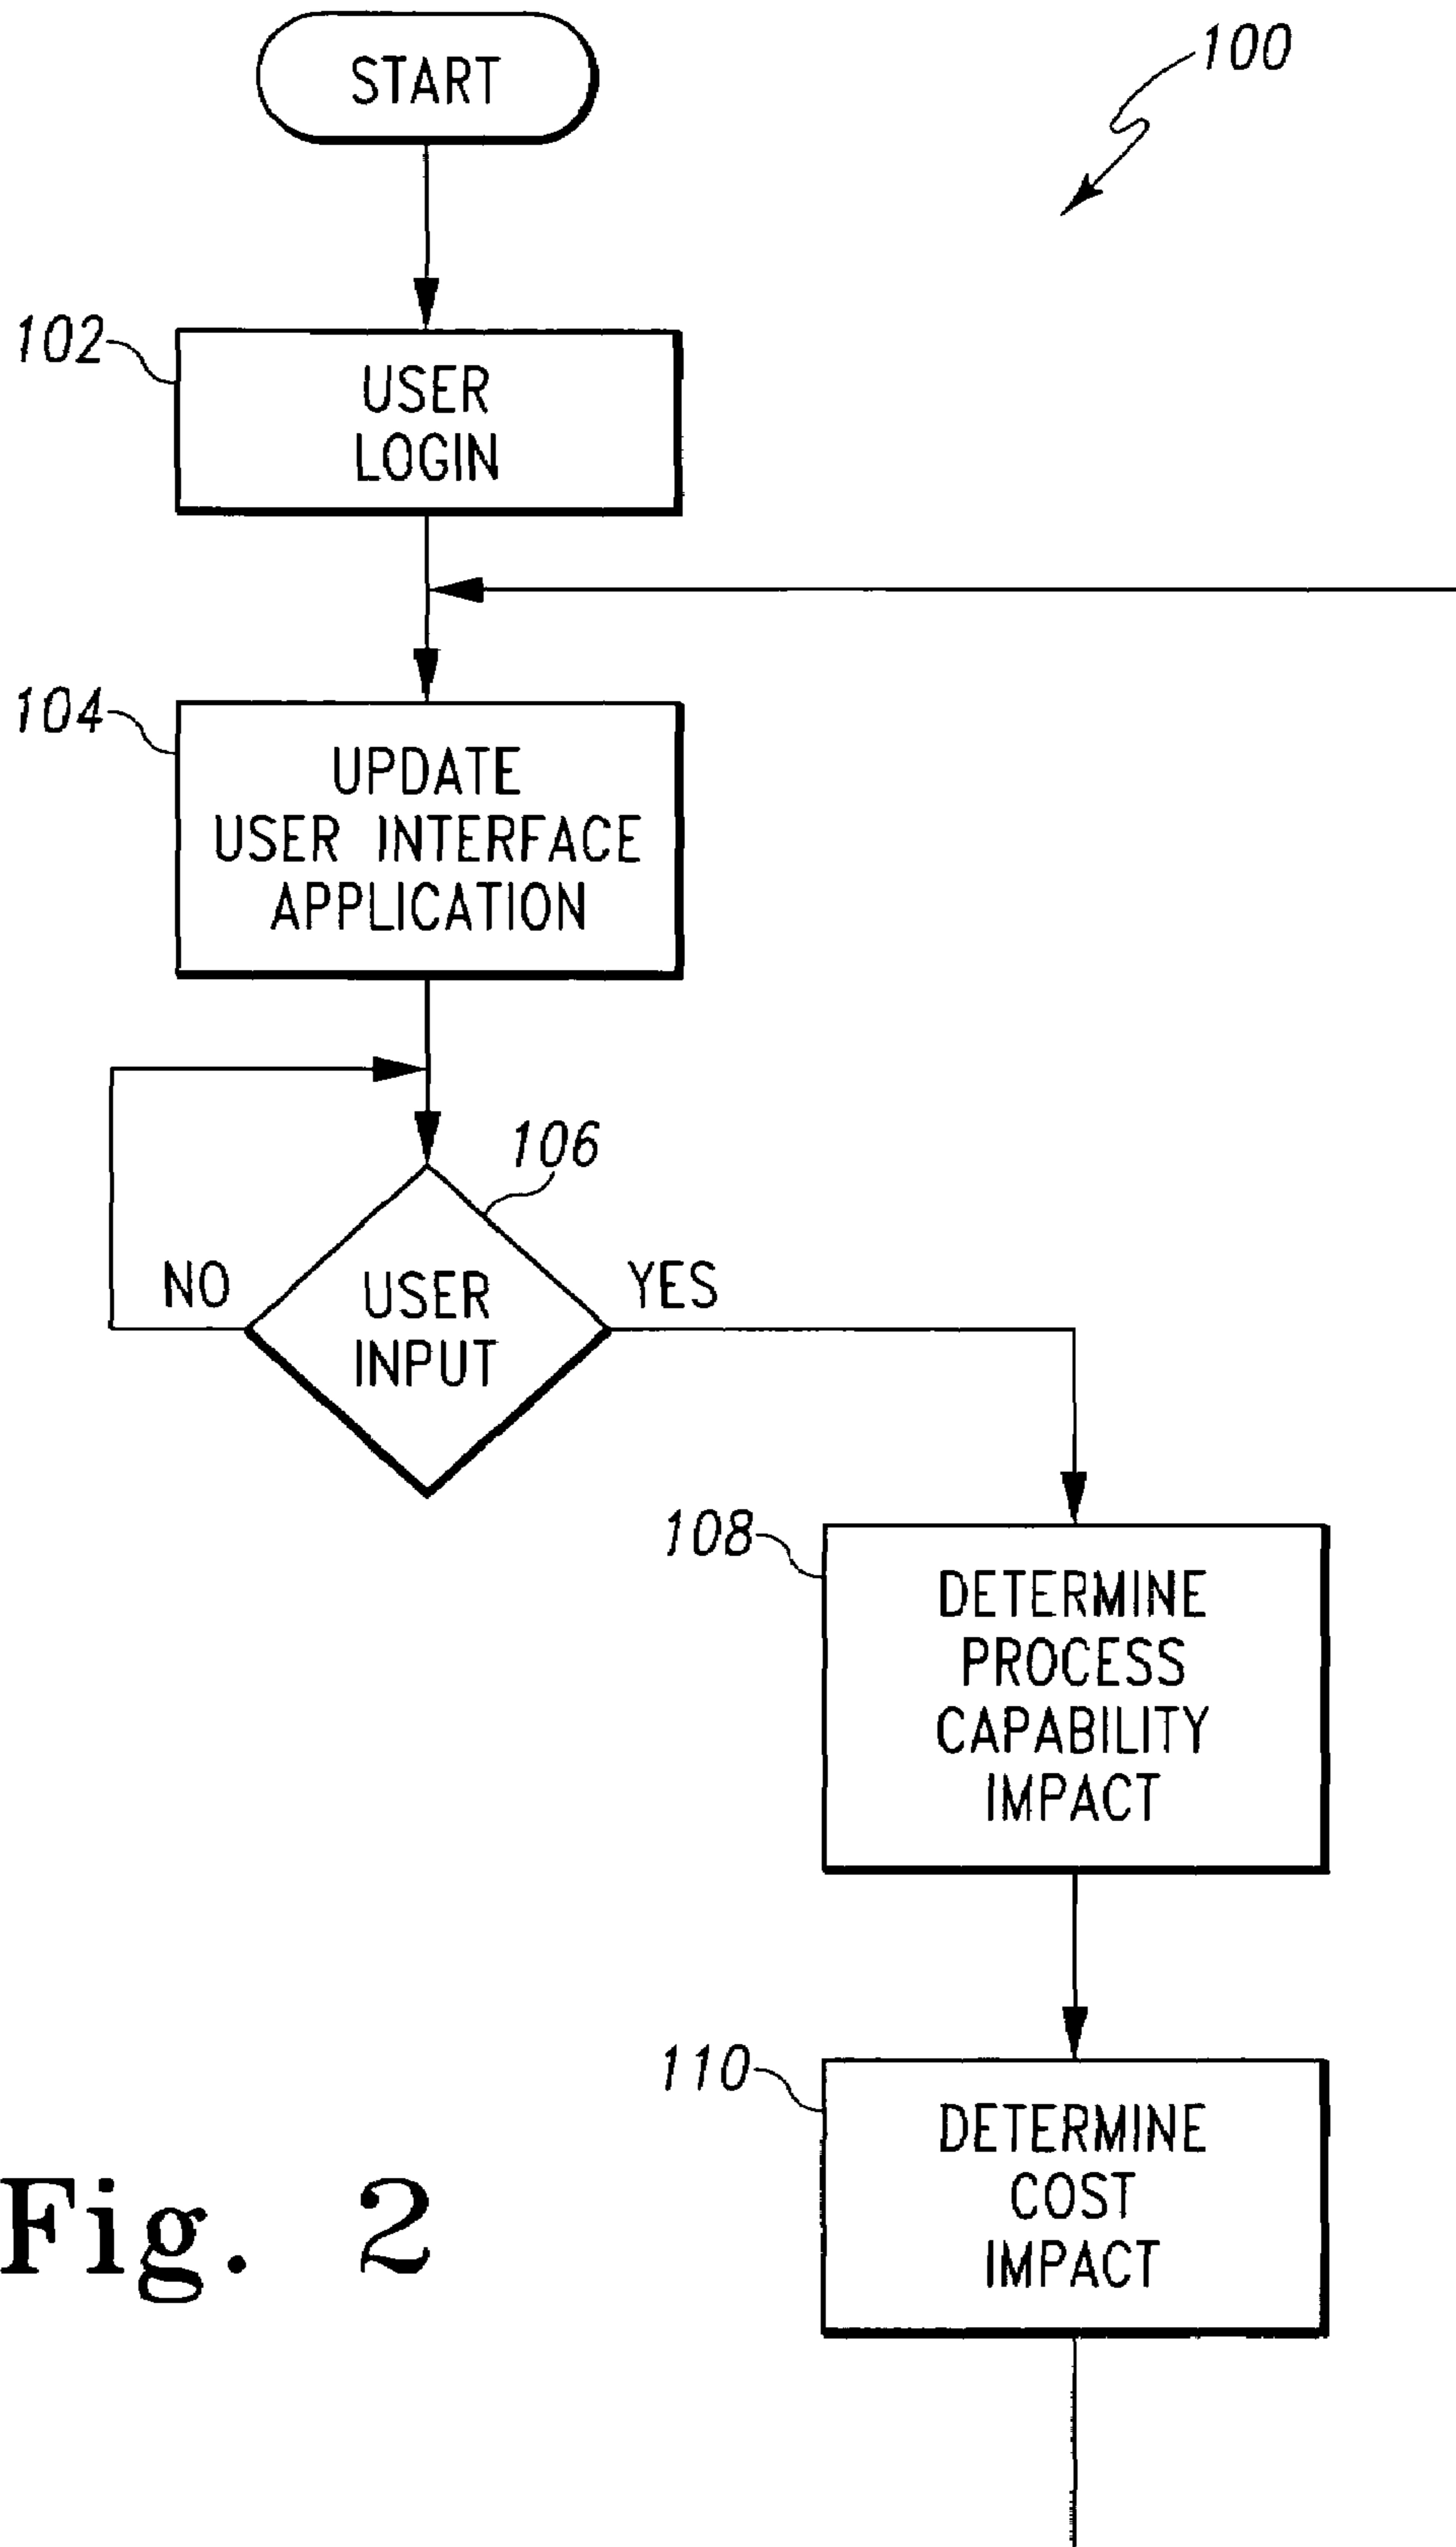 START
100
102
USER
LOGIN
104
UPDATE
USER INTERFACE
APPLICATION
106
NO
USER
INPUT
YES
108
DETERMINE
PROCESS
CAPABILITY
IMPACT
110
DETERMINE
COST
IMPACT
Fig. 2